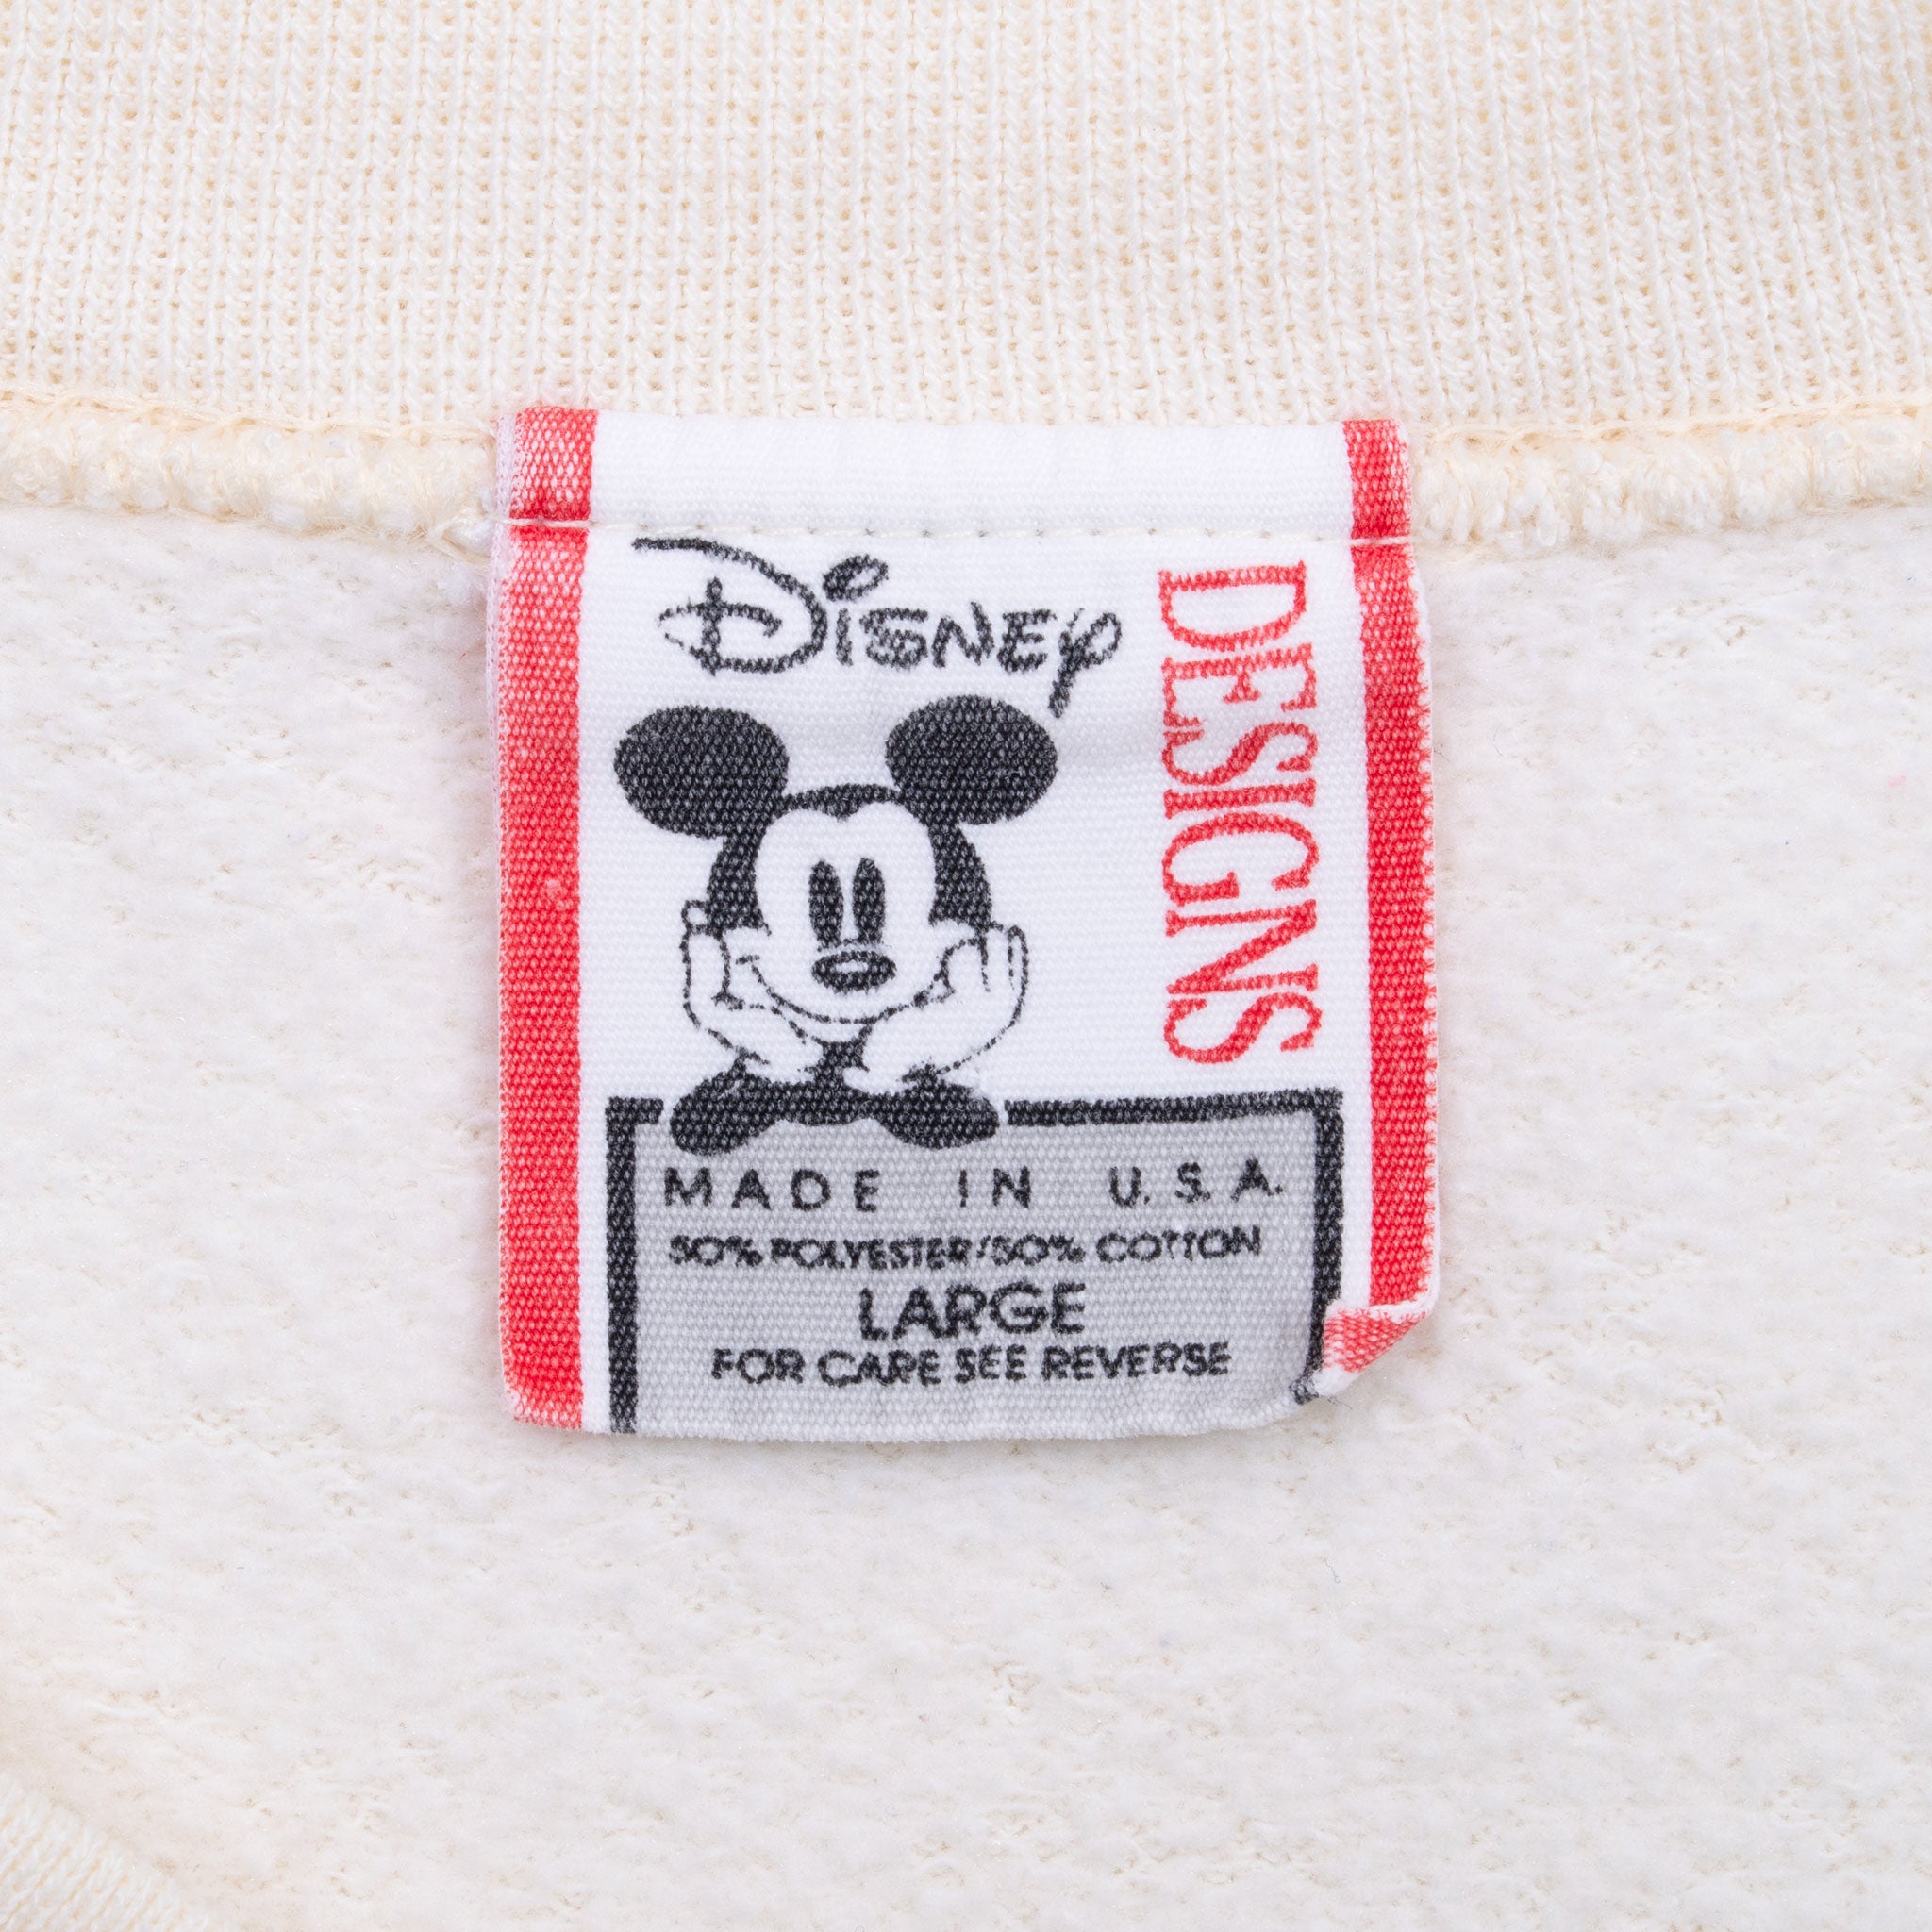 Disney
DESIGNS
MADE IN U.S.A.
50% POLYESTER/50% COTTON
LARGE
FOR CARE SEE REVERSE